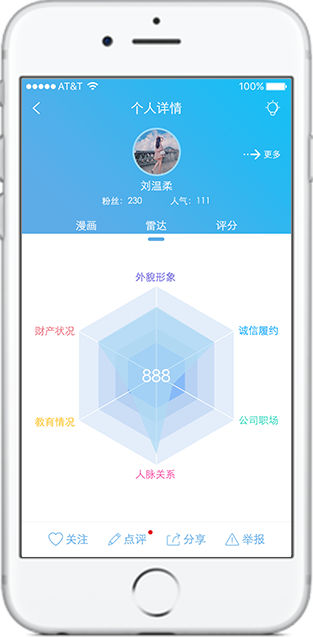 AT&T 100%
个人详情
更多
刘温柔
粉丝：230 人气：111
漫画 雷达 评分
外貌形象
财产状况 诚信履约
888
教育情况 公司职场
人脉关系
关注 点评 分享 举报